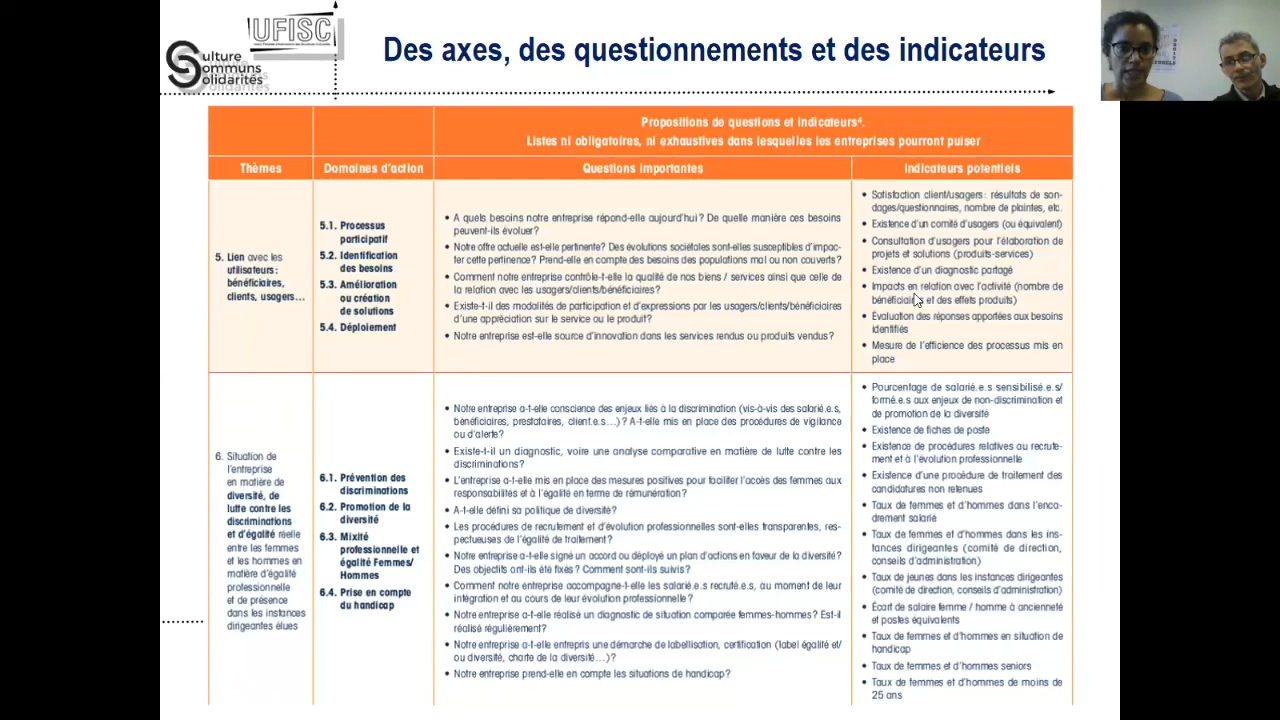 UFISC
Culture
Communs
Solidarités
Des axes, des questionnements et des indicateurs
Propositions de questions et indicateurs⁴.
Listes ni obligatoires, ni exhaustives dans lesquelles les entreprises pourront puiser
Thèmes
Domaines d'action
Questions importantes
Indicateurs potentiels
5. Lien avec les
utilisateurs :
bénéficiaires,
clients, usagers...
5.1. Processus
participatif
5.2. Identification
des besoins
5.3. Amélioration
ou création
de solutions
5.4. Déploiement
• A quels besoins notre entreprise répond-elle aujourd'hui ? De quelle manière ces besoins
peuvent-ils évoluer ?
• Notre offre actuelle est-elle pertinente ? Des évolutions sociétales sont-elles susceptibles d'impac-
ter cette pertinence ? Prend-elle en compte des besoins des populations mal ou non couverts ?
• Comment notre entreprise contrôle-t-elle la qualité de nos biens / services ainsi que celle de
la relation avec les usagers/clients/bénéficiaires ?
• Existe-t-il des modalités de participation et d'expressions par les usagers/clients/bénéficiaires
d'une appréciation sur le service ou le produit ?
• Notre entreprise est-elle source d'innovation dans les services rendus ou produits vendus ?
• Satisfaction client/usagers : résultats de son-
dages/questionnaires, nombre de plaintes, etc.
• Existence d'un comité d'usagers (ou équivalent)
• Consultation d'usagers pour l'élaboration de
projets et solutions (produits-services)
• Existence d'un diagnostic partagé
• Impacts en relation avec l'activité (nombre de
bénéficiaires et des effets produits)
• Évaluation des réponses apportées aux besoins
identifiés
• Mesure de l'efficience des processus mis en
place
6. Situation de
l'entreprise
en matière de
diversité, de
lutte contre les
discriminations
et d'égalité réelle
entre les femmes
et les hommes en
matière d'égalité
professionnelle
et de présence
dans les instances
dirigeantes élues
6.1. Prévention des
discriminations
6.2. Promotion de la
diversité
6.3. Mixité
professionnelle et
égalité Femmes/
Hommes
6.4. Prise en compte
du handicap
• Notre entreprise a-t-elle conscience des enjeux liés à la discrimination (vis-à-vis des salarié.e.s,
bénéficiaires, prestataires, client.e.s...) ? A-t-elle mis en place des procédures de vigilance
ou d'alerte ?
• Existe-t-il un diagnostic, voire une analyse comparative en matière de lutte contre les
discriminations ?
• L'entreprise a-t-elle mis en place des mesures positives pour faciliter l'accès des femmes aux
responsabilités et à l'égalité en terme de rémunération ?
• A-t-elle défini sa politique de diversité ?
• Les procédures de recrutement et d'évolution professionnelles sont-elles transparentes, res-
pectueuses de l'égalité de traitement ?
• Notre entreprise a-t-elle signé un accord ou déployé un plan d'actions en faveur de la diversité ?
Des objectifs ont-ils été fixés ? Comment sont-ils suivis ?
• Comment notre entreprise accompagne-t-elle les salarié.e.s recruté.e.s, au moment de leur
intégration et au cours de leur évolution professionnelle ?
• Notre entreprise a-t-elle réalisé un diagnostic de situation comparée femmes-hommes ? Est-il
réalisé régulièrement ?
• Notre entreprise a-t-elle entrepris une démarche de labellisation, certification (label égalité et/
ou diversité, charte de la diversité...) ?
• Notre entreprise prend-elle en compte les situations de handicap ?
• Pourcentage de salarié.e.s sensibilisé.e.s/
formé.e.s aux enjeux de non-discrimination et
de promotion de la diversité
• Existence de fiches de poste
• Existence de procédures relatives au recrute-
ment et à l'évolution professionnelle
• Existence d'une procédure de traitement des
candidatures non retenues
• Taux de femmes et d'hommes dans l'enca-
drement salarié
• Taux de femmes et d'hommes dans les ins-
tances dirigeantes (comité de direction,
conseils d'administration)
• Taux de jeunes dans les instances dirigeantes
(comité de direction, conseils d'administration)
• Écart de salaire femme / homme à ancienneté
et postes équivalents
• Taux de femmes et d'hommes en situation de
handicap
• Taux de femmes et d'hommes seniors
• Taux de femmes et d'hommes de moins de
25 ans